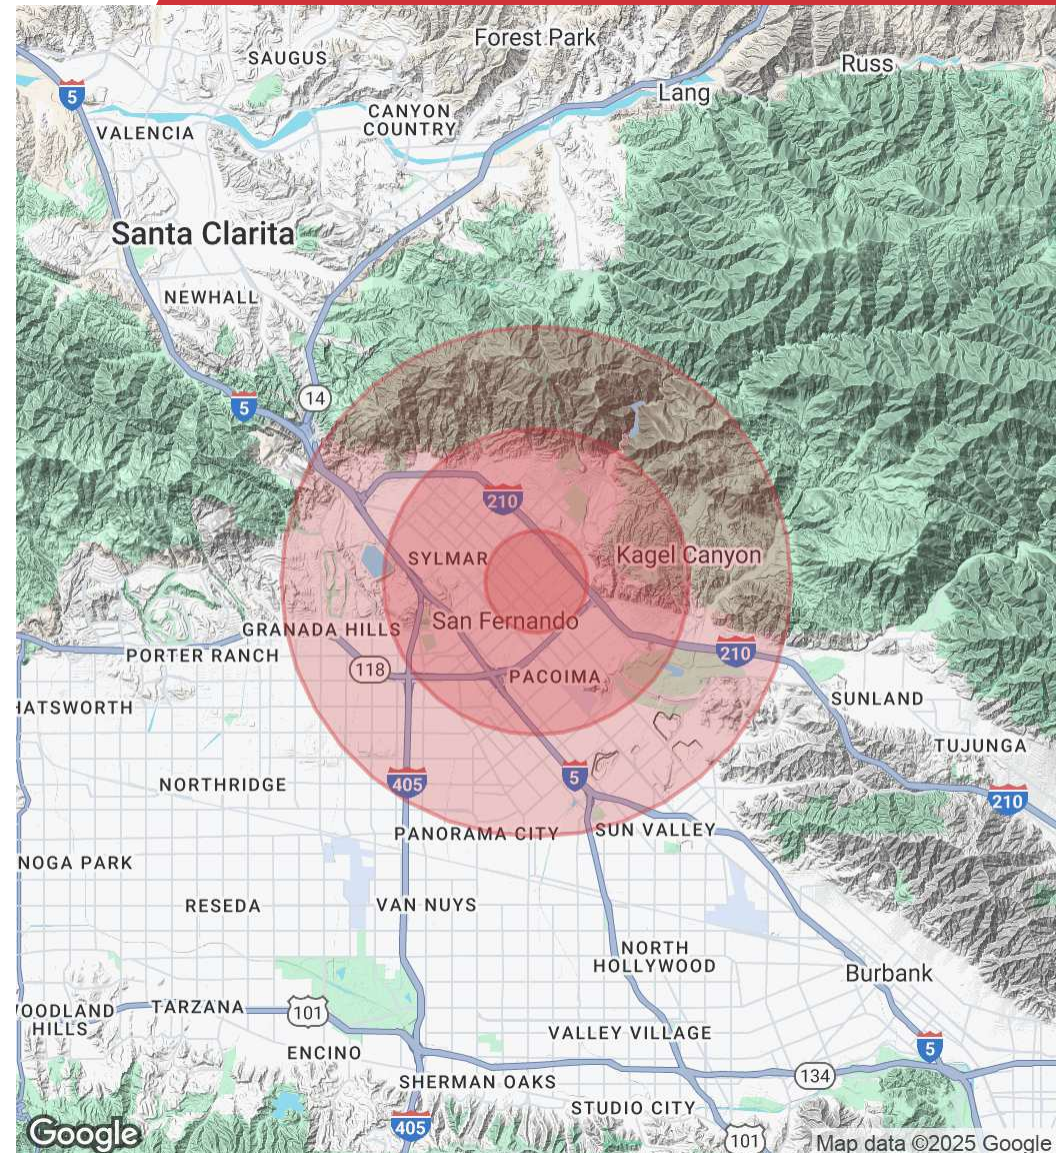 Forest Park
SAUGUS
Russ
5
Lang
CANYON
COUNTRY
VALENCIA
Santa Clarita
NEWHALL
14
5
210
SYLMAR
Kagel Canyon
San Fernando
GRANADA HILLS
PORTER RANCH
118
210
PACOIMA
SUNLAND
HATSWORTH
TUJUNGA
NORTHRIDGE
405
5
210
PANORAMA CITY
SUN VALLEY
NOGA PARK
RESEDA
VAN NUYS
NORTH
HOLLYWOOD
Burbank
WOODLAND
HILLS
TARZANA
101
VALLEY VILLAGE
ENCINO
5
SHERMAN OAKS
134
STUDIO CITY
405
101
Google
Map data ©2025 Google